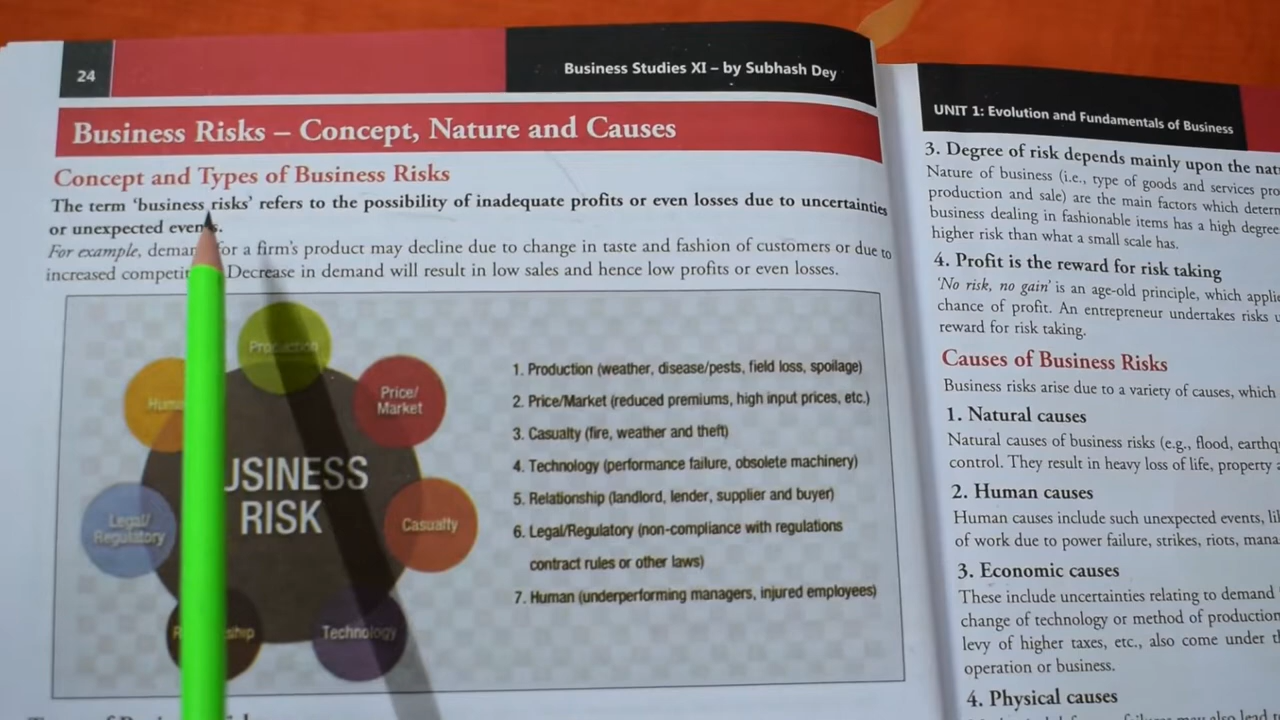 24
Business Studies XI – by Subhash Dey
Business Risks – Concept, Nature and Causes
Concept and Types of Business Risks
The term ‘business risks’ refers to the possibility of inadequate profits or even losses due to uncertainties
or unexpected events.
For example, demand for a firm's product may decline due to change in taste and fashion of customers or due to
increased Decrease in demand will result in low sales and hence low profits or even losses.
Production
Price/
Market
Casualty
Technology
Legal/
Regulatory
USINESS
RISK
1. Production (weather, disease/pests, field loss, spoilage)
2. Price/Market (reduced premiums, high input prices, etc.)
3. Casualty (fire, weather and theft)
4. Technology (performance failure, obsolete machinery)
5. Relationship (landlord, lender, supplier and buyer)
6. Legal/Regulatory (non-compliance with regulations
contract rules or other laws)
7. Human (underperforming managers, injured employees)
UNIT 1: Evolution and Fundamentals of Business
3. Degree of risk depends mainly upon the
Nature of business (i.e., type of goods and services
production and sale) are the main factors which
business dealing in fashionable items has a high
higher risk than what a small scale has.
4. Profit is the reward for risk taking
‘No risk, no gain’ is an age-old principle, which
chance of profit. An entrepreneur undertakes risks
reward for risk taking.
Causes of Business Risks
Business risks arise due to a variety of causes, which
1. Natural causes
Natural causes of business risks (e.g., flood,
control. They result in heavy loss of life, property
2. Human causes
Human causes include such unexpected events,
of work due to power failure, strikes, riots,
3. Economic causes
These include uncertainties relating to demand
change of technology or method of production
levy of higher taxes, etc., also come under
operation or business.
4. Physical causes